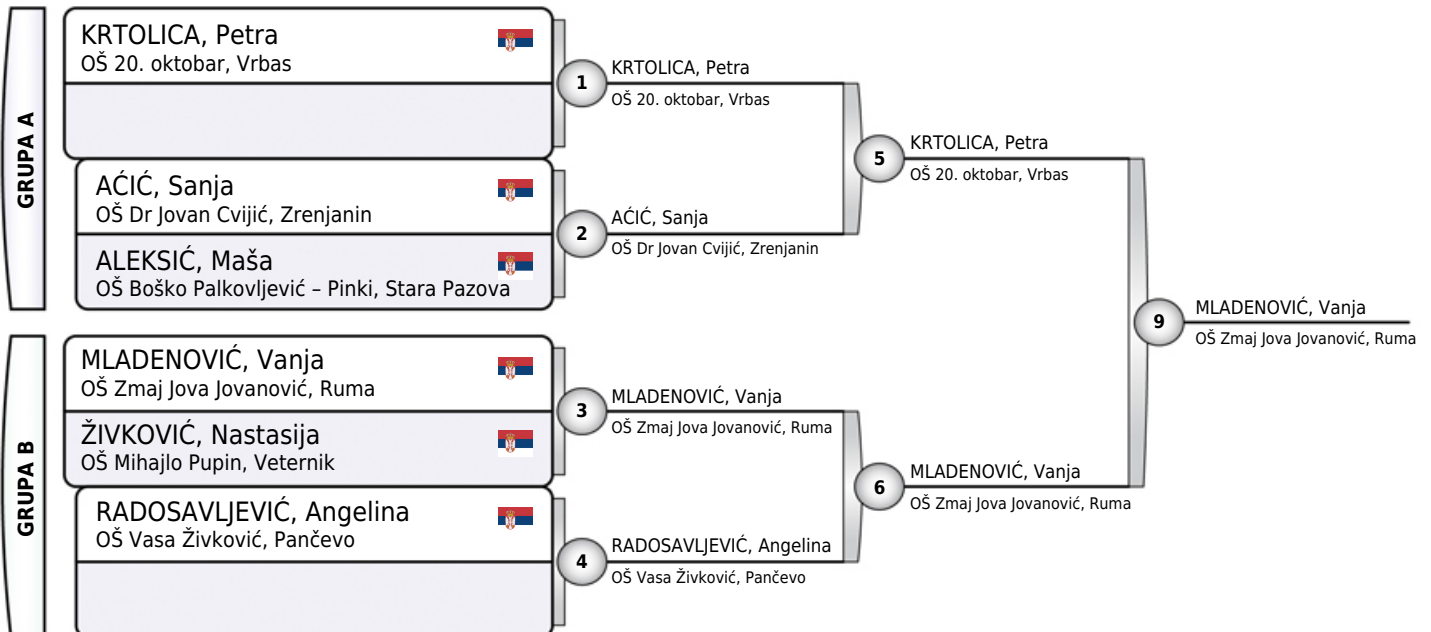 GRUPA A
KRTOLICA, Petra
OŠ 20. oktobar, Vrbas
AĆIĆ, Sanja
OŠ Dr Jovan Cvijić, Zrenjanin
ALEKSIĆ, Maša
OŠ Boško Palkovljević – Pinki, Stara Pazova
GRUPA B
MLADENOVIĆ, Vanja
OŠ Zmaj Jova Jovanović, Ruma
ŽIVKOVIĆ, Nastasija
OŠ Mihajlo Pupin, Veternik
RADOSAVLJEVIĆ, Angelina
OŠ Vasa Živković, Pančevo
1
KRTOLICA, Petra
OŠ 20. oktobar, Vrbas
2
AĆIĆ, Sanja
OŠ Dr Jovan Cvijić, Zrenjanin
3
MLADENOVIĆ, Vanja
OŠ Zmaj Jova Jovanović, Ruma
4
RADOSAVLJEVIĆ, Angelina
OŠ Vasa Živković, Pančevo
5
KRTOLICA, Petra
OŠ 20. oktobar, Vrbas
6
MLADENOVIĆ, Vanja
OŠ Zmaj Jova Jovanović, Ruma
9
MLADENOVIĆ, Vanja
OŠ Zmaj Jova Jovanović, Ruma